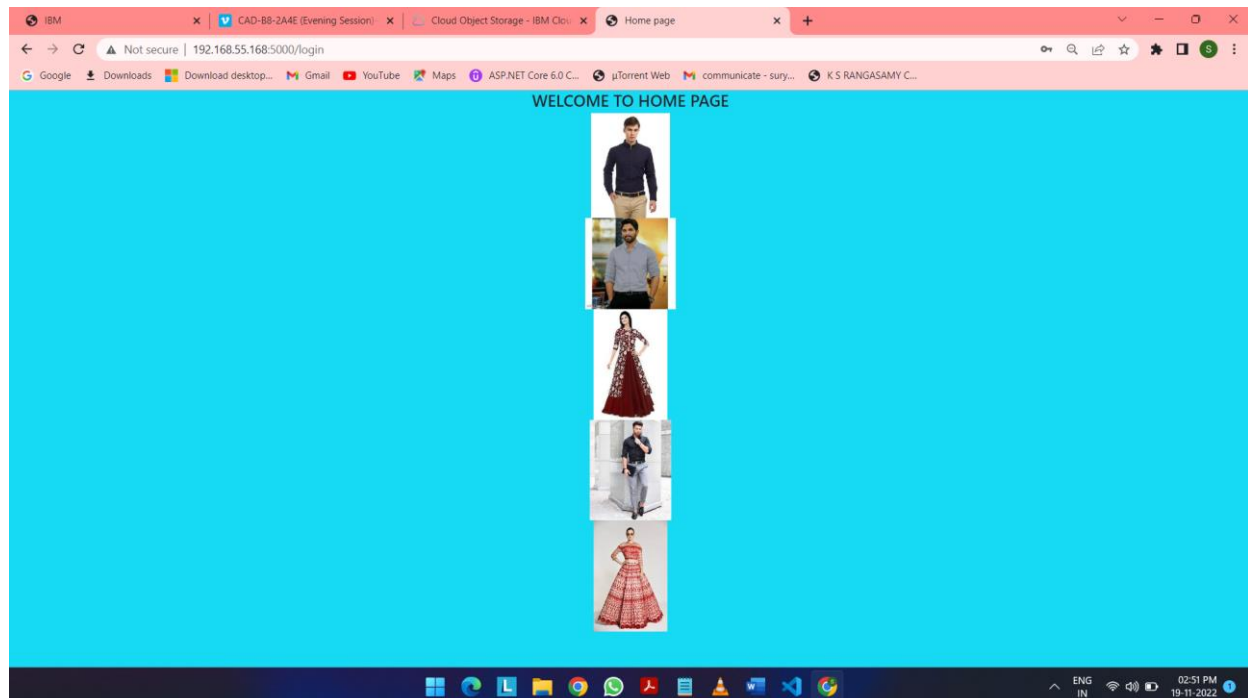 IBM
CAD-B8-2A4E (Evening Session) -
Cloud Object Storage - IBM Clou
Home page
Not secure | 192.168.55.168:5000/login
Google
Downloads
Download desktop...
Gmail
YouTube
Maps
ASP.NET Core 6.0 C...
µTorrent Web
communicate - sury...
K S RANGASAMY C...
S
WELCOME TO HOME PAGE
L
ENG
IN
02:51 PM
19-11-2022
1